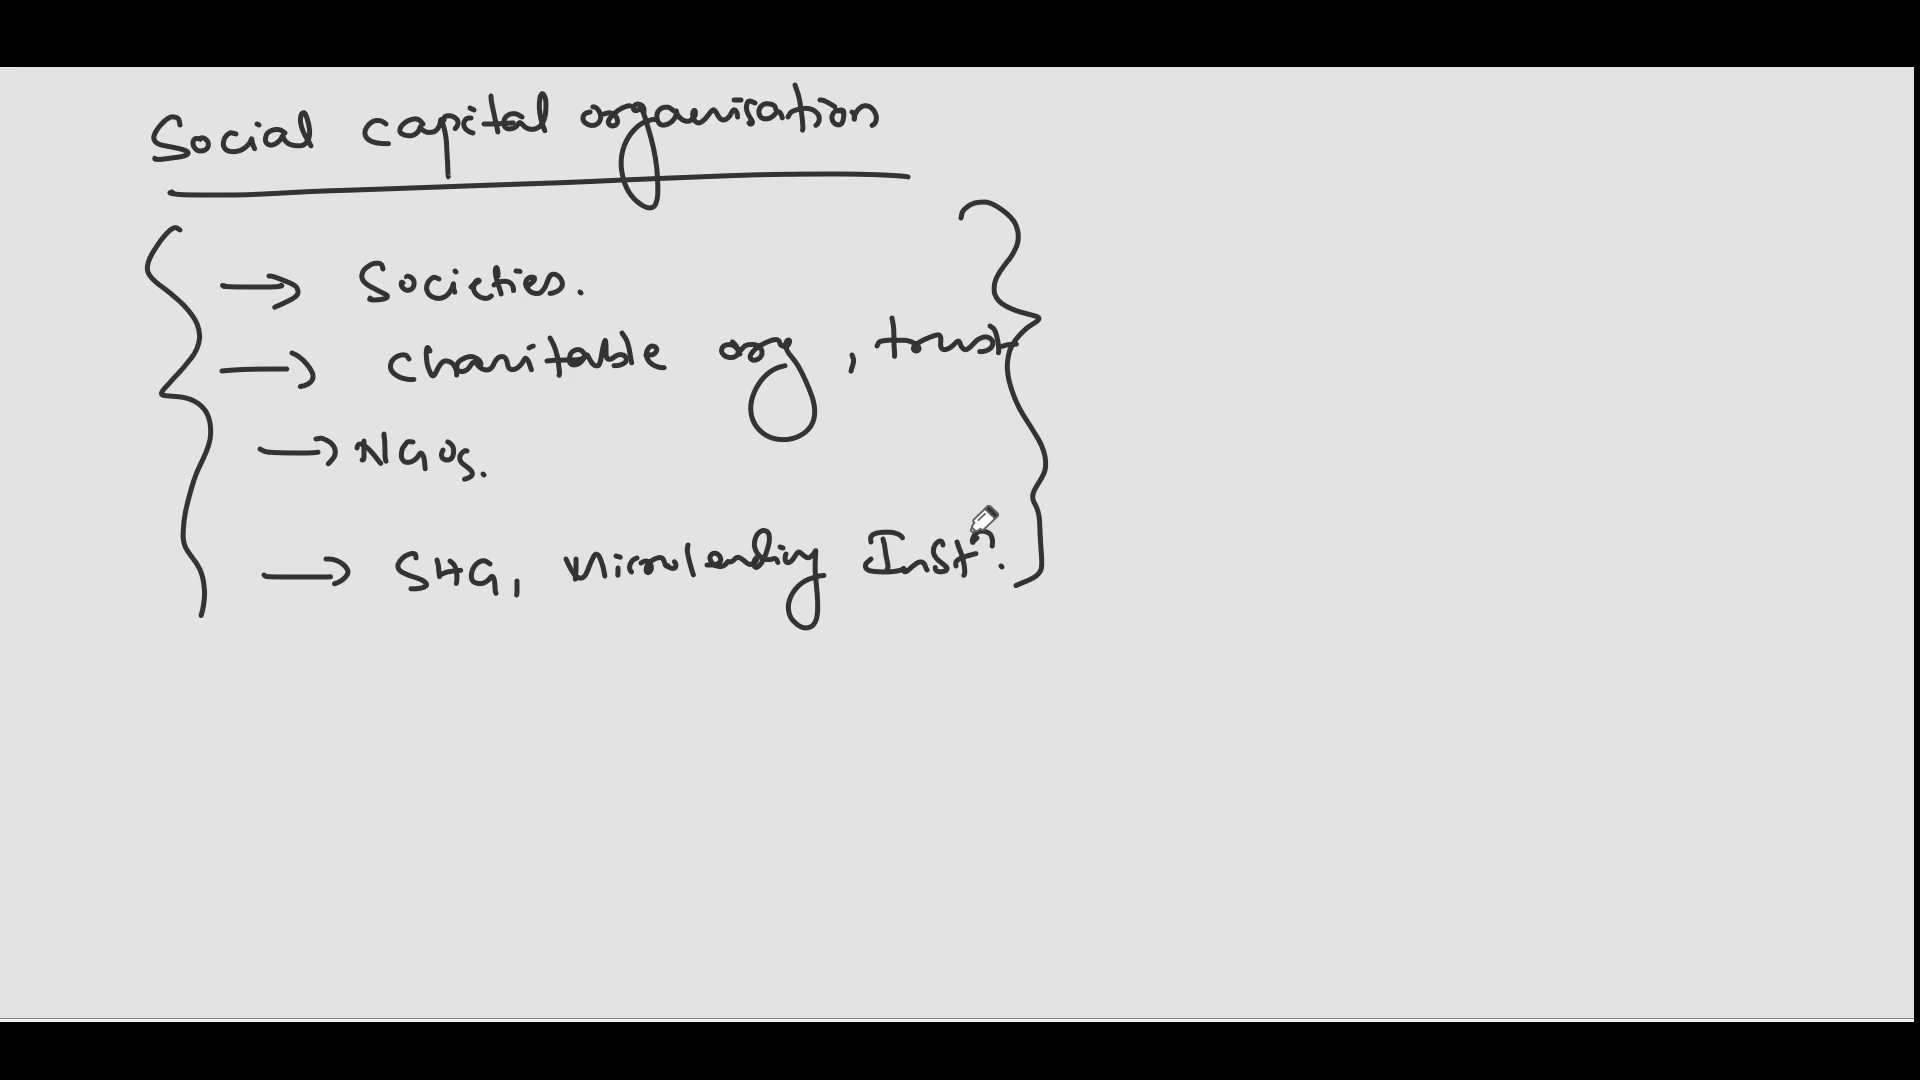 Social capital organisation
→ Societies.
→ charitable org, trust
→ NGOs.
→ SHG, microlending Instn.